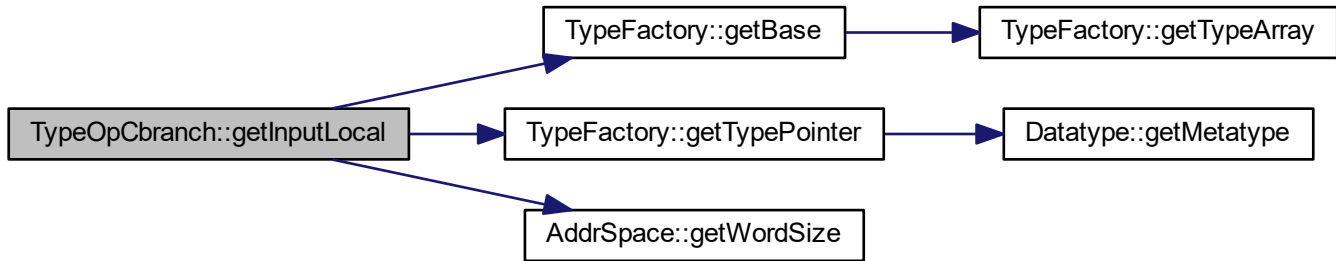 TypeFactory::getBase
TypeFactory::getTypeArray
TypeOpCbranch::getInputLocal
TypeFactory::getTypePointer
Datatype::getMetatype
AddrSpace::getWordSize